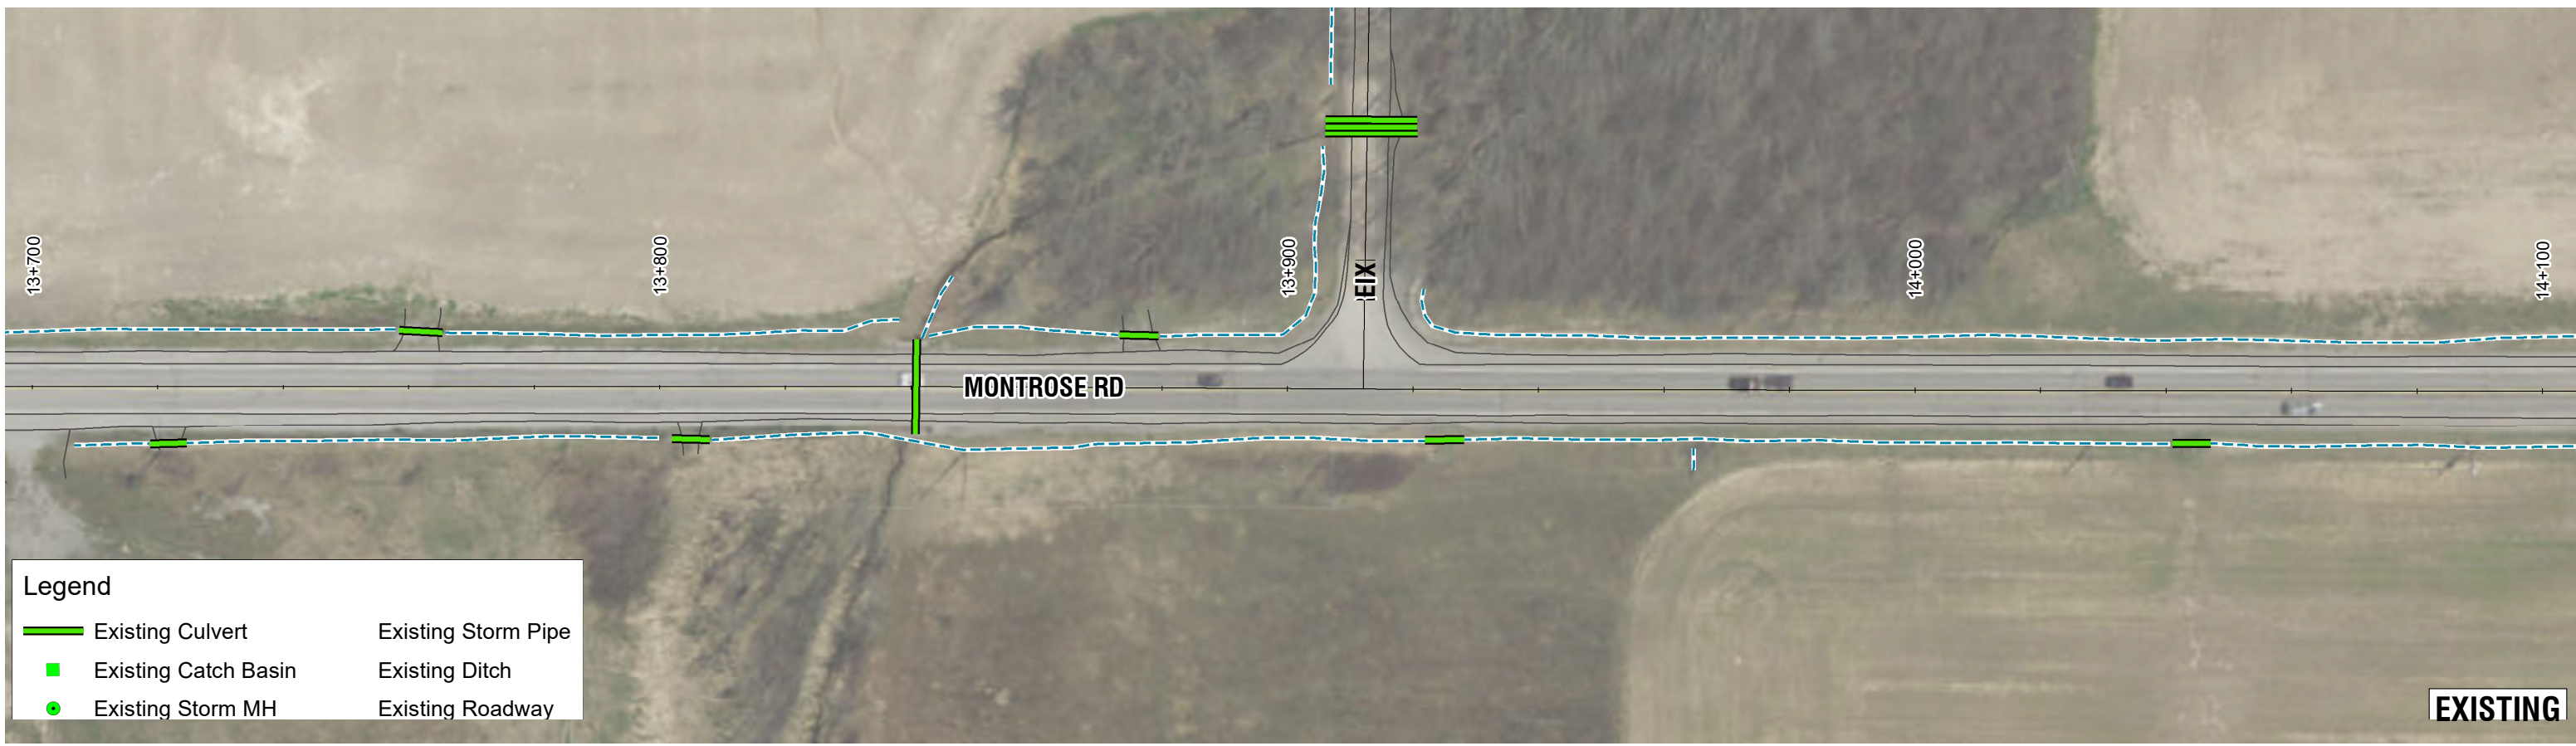 13+700
13+800
13+900
14+000
14+100
EIX
MONTROSE RD
Legend
Existing Culvert
Existing Storm Pipe
Existing Catch Basin
Existing Ditch
Existing Storm MH
Existing Roadway
EXISTING